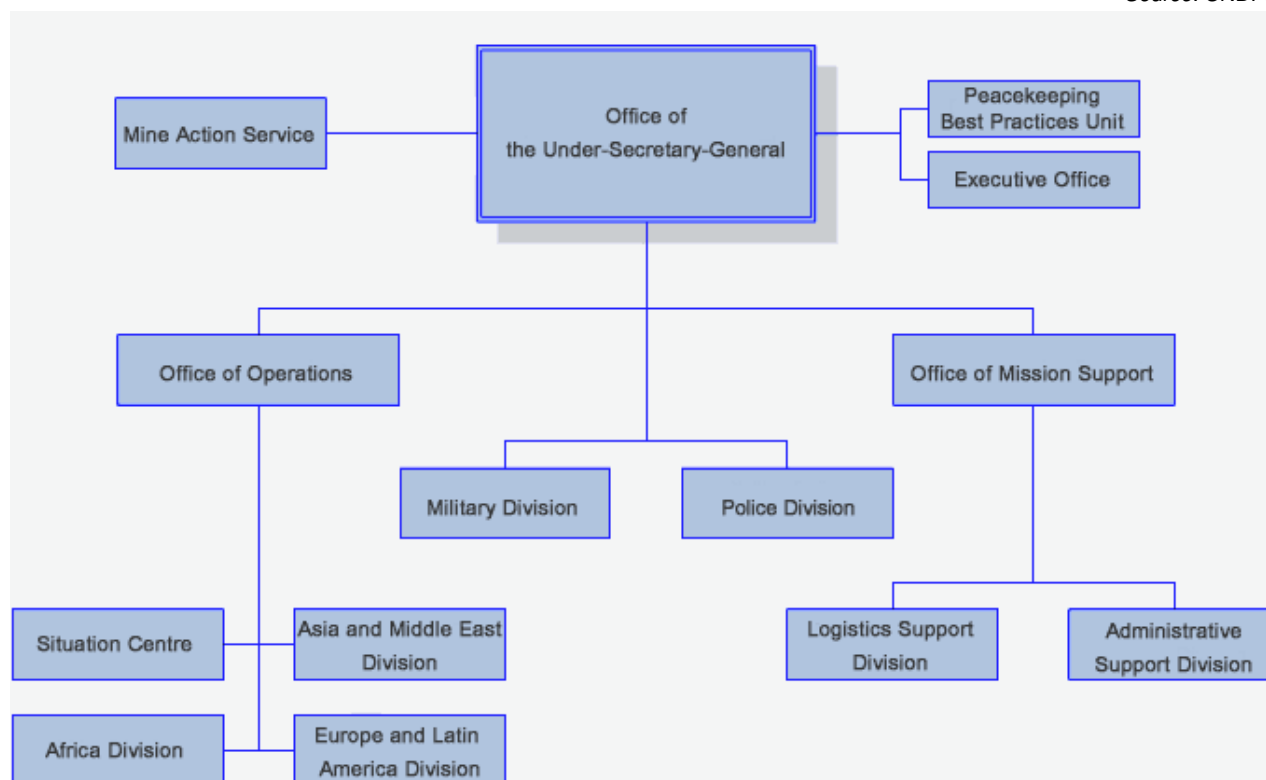 Peacekeeping
Best Practices Unit
Office of
the Under-Secretary-General
Mine Action Service
Executive Office
Office of Operations
Office of Mission Support
Military Division
Police Division
Situation Centre
Asia and Middle East
Division
Logistics Support
Division
Administrative
Support Division
Africa Division
Europe and Latin
America Division